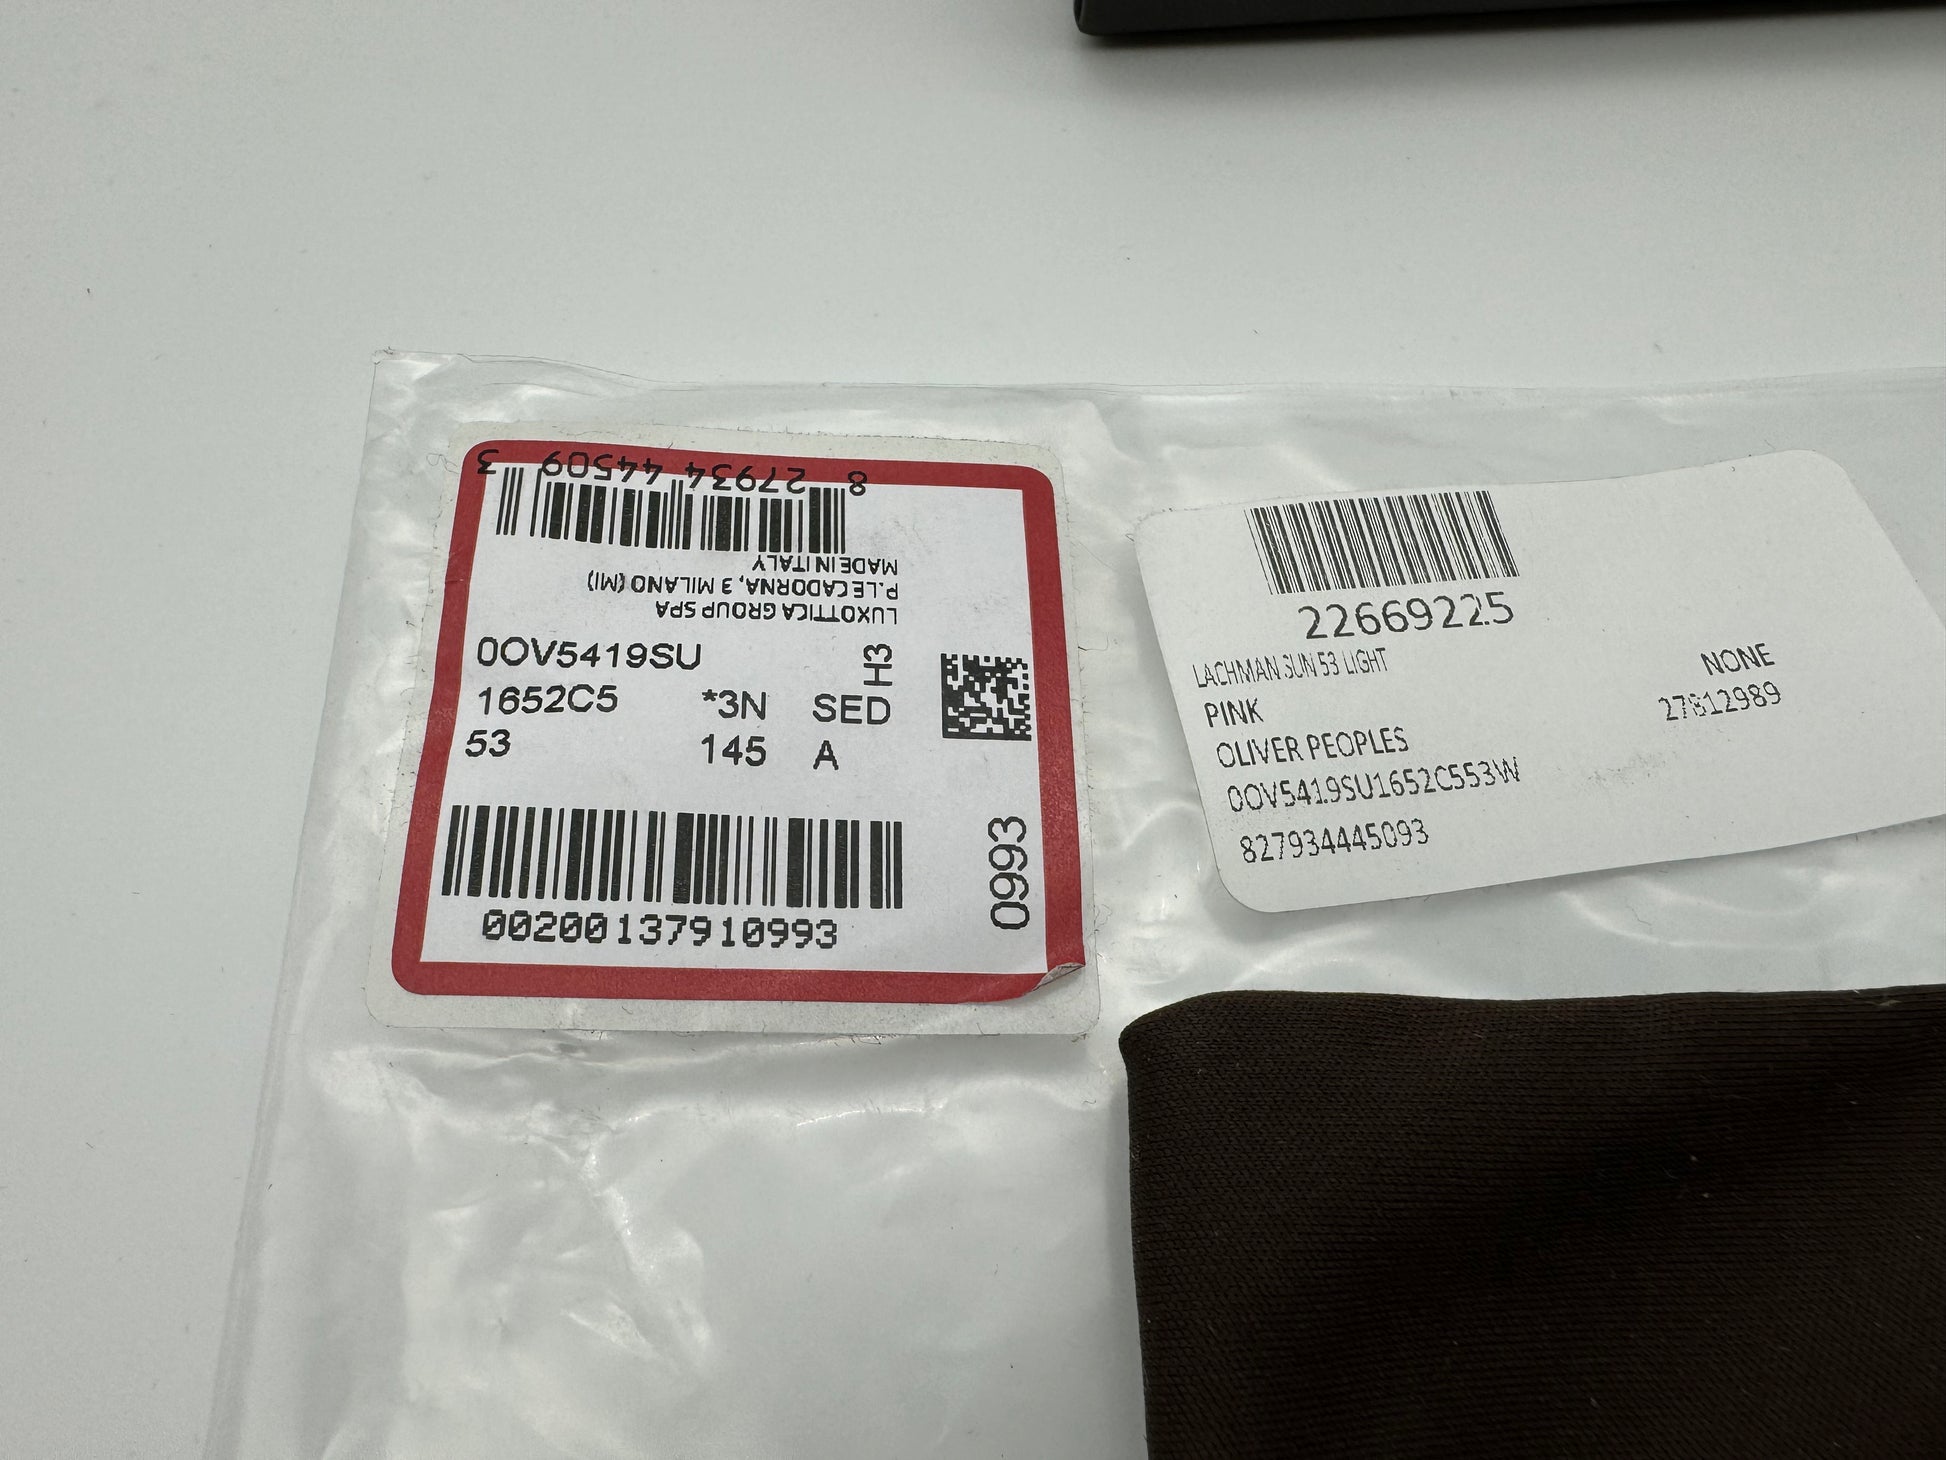 8 27934 44509 3
MADE IN ITALY
P.LE CADORNA, 3 MILANO (MI)
LUXOTTICA GROUP SPA
0OV5419SU H3
1652C5 *3N SED
53 145 A
0993
00200137910993
22669225
LACHMAN SUN 53 LIGHT NONE
PINK 27812989
OLIVER PEOPLES
0OV5419SU1652C553W
827934445093